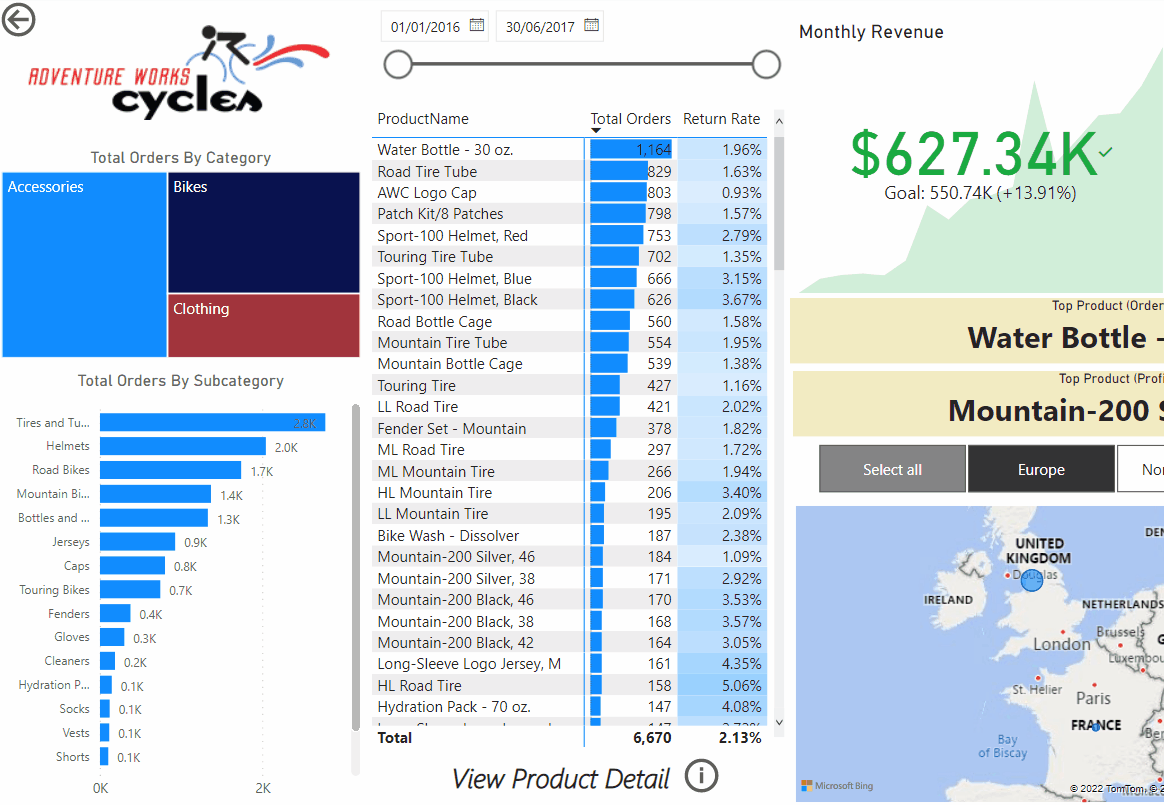 ADVENTURE WORKS
cycles
Total Orders By Category
Accessories
Bikes
Clothing
Total Orders By Subcategory
Tires and Tu... 2.8K
Helmets 2.0K
Road Bikes 1.7K
Mountain Bi... 1.4K
Bottles and ... 1.3K
Jerseys 0.9K
Caps 0.8K
Touring Bikes 0.7K
Fenders 0.4K
Gloves 0.3K
Cleaners 0.2K
Hydration P... 0.1K
Socks 0.1K
Vests 0.1K
Shorts 0.1K
0K 2K
01/01/2016 30/06/2017
ProductName Total Orders Return Rate
Water Bottle - 30 oz. 1,164 1.96%
Road Tire Tube 829 1.63%
AWC Logo Cap 803 0.93%
Patch Kit/8 Patches 798 1.57%
Sport-100 Helmet, Red 753 2.79%
Touring Tire Tube 702 1.35%
Sport-100 Helmet, Blue 666 3.15%
Sport-100 Helmet, Black 626 3.67%
Road Bottle Cage 560 1.58%
Mountain Tire Tube 554 1.95%
Mountain Bottle Cage 539 1.38%
Touring Tire 427 1.16%
LL Road Tire 421 2.02%
Fender Set - Mountain 378 1.82%
ML Road Tire 297 1.72%
ML Mountain Tire 266 1.94%
HL Mountain Tire 206 3.40%
LL Mountain Tire 195 2.09%
Bike Wash - Dissolver 187 2.38%
Mountain-200 Silver, 46 184 1.09%
Mountain-200 Silver, 38 171 2.92%
Mountain-200 Black, 46 170 3.53%
Mountain-200 Black, 38 168 3.57%
Mountain-200 Black, 42 164 3.05%
Long-Sleeve Logo Jersey, M 161 4.35%
HL Road Tire 158 5.06%
Hydration Pack - 70 oz. 147 4.08%
Total 6,670 2.13%
View Product Detail
Monthly Revenue
$627.34K
Goal: 550.74K (+13.91%)
Top Product (Order
Water Bottle -
Top Product (Profi
Mountain-200 S
Select all Europe Nor
UNITED
KINGDOM
DEN
Douglas
IRELAND
NETHERLANDS
London
Brussels
Luxembou
St. Helier
Paris
FRANCE
Bay
of Biscay
Ber
Microsoft Bing
© 2022 TomTom, © 2